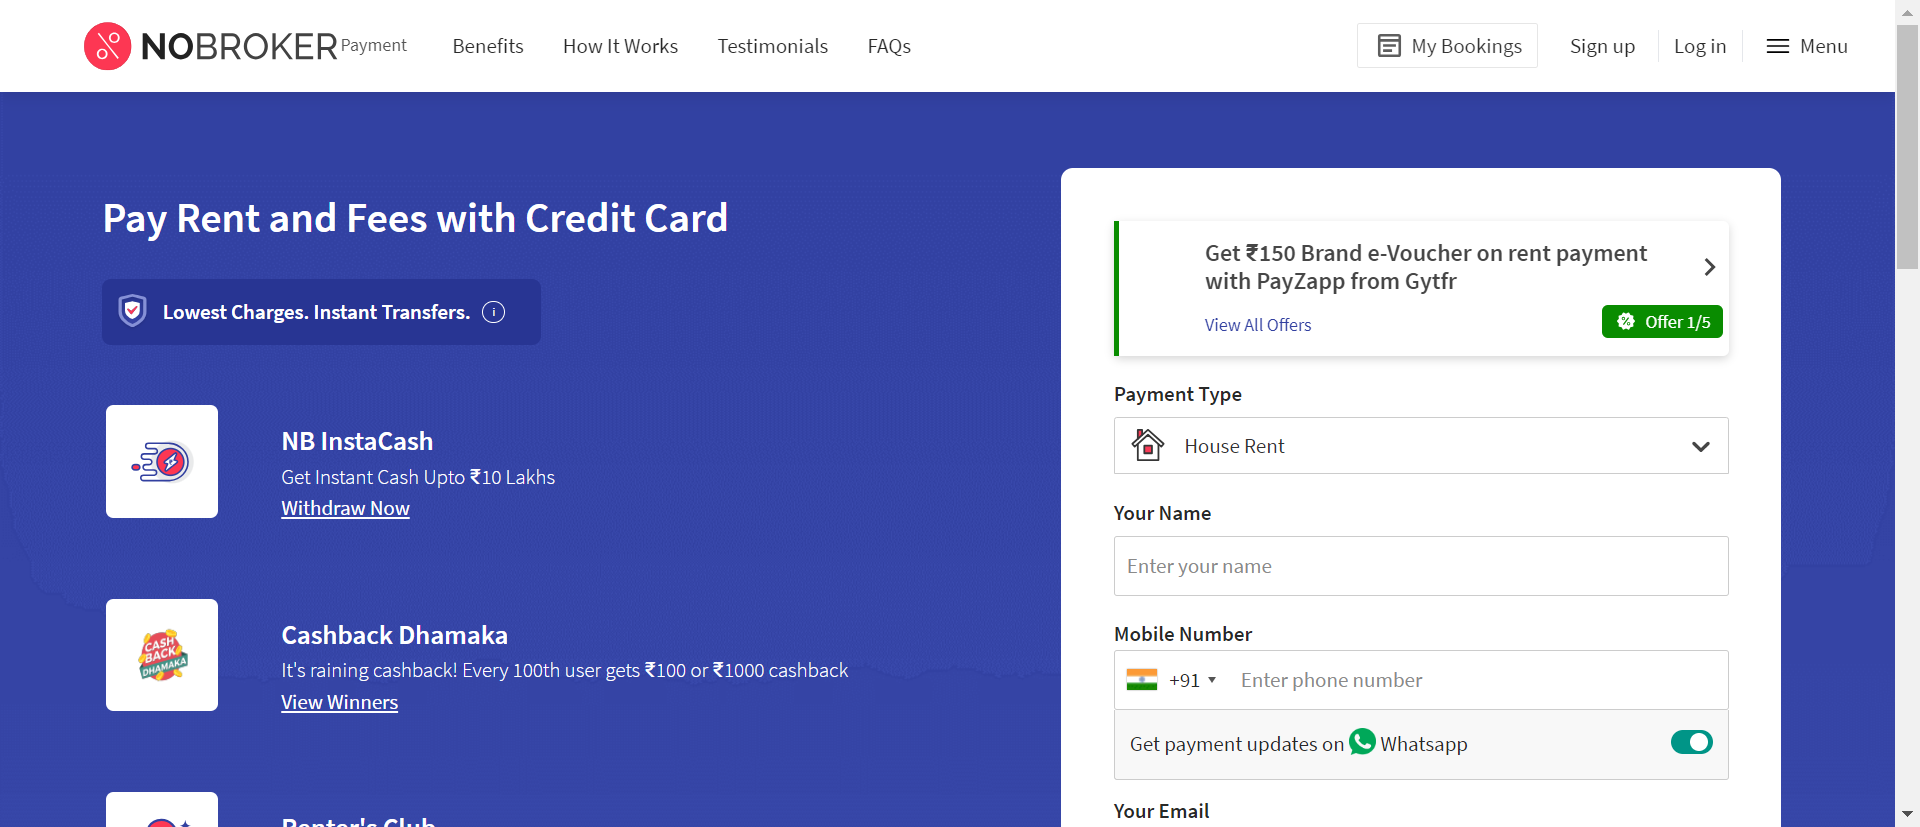 NOBROKER Payment
Benefits
How It Works
Testimonials
FAQs
My Bookings
Sign up
Log in
Menu
Pay Rent and Fees with Credit Card
Lowest Charges. Instant Transfers.
NB InstaCash
Get Instant Cash Upto ₹10 Lakhs
Withdraw Now
CASH
BACK
DHAMAKA
Cashback Dhamaka
It's raining cashback! Every 100th user gets ₹100 or ₹1000 cashback
View Winners
Renter's Club
Get ₹150 Brand e-Voucher on rent payment
with PayZapp from Gytfr
View All Offers
Offer 1/5
Payment Type
House Rent
Your Name
Enter your name
Mobile Number
+91
Enter phone number
Get payment updates on Whatsapp
Your Email